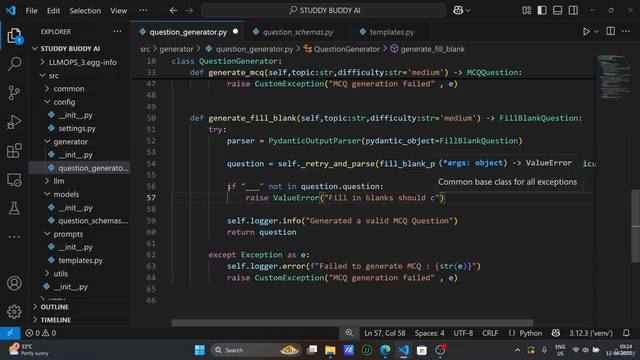 STUDDY BUDDY AI
EXPLORER
question_generator.py
question_schemas.py
templates.py
STUDDY BUDDY AI
src > generator > question_generator.py > QuestionGenerator > generate_fill_blank
LLMOPS_3.egg-info
src
common
config
__init__.py
settings.py
generator
__init__.py
question_generato...
llm
models
__init__.py
question_schemas....
prompts
__init__.py
templates.py
utils
__init__.py
OUTLINE
TIMELINE
10 class QuestionGenerator:
33 def generate_mcq(self,topic:str,difficulty:str='medium') -> MCQQuestion:
47 raise CustomException("MCQ generation failed" , e)
48
49
50 def generate_fill_blank(self,topic:str,difficulty:str='medium') -> FillBlankQuestion:
51 try:
52 parser = PydanticOutputParser(pydantic_object=FillBlankQuestion)
53
54 question = self._retry_and_parse(fill_blank_p
(*args: object) -> ValueError
Common base class for all exceptions
55
56 if "___" not in question.question:
57 raise ValueError("Fill in blanks should c")
58
59 self.logger.info("Generated a valid MCQ Question")
60 return question
61
62 except Exception as e:
63 self.logger.error(f"Failed to generate MCQ : {str(e)}")
64 raise CustomException("MCQ generation failed" , e)
65
66
0 0
Ln 57, Col 58
Spaces: 4
UTF-8
CRLF
Python
3.12.3 ('venv')
33°C
Partly sunny
Search
ENG
US
09:24